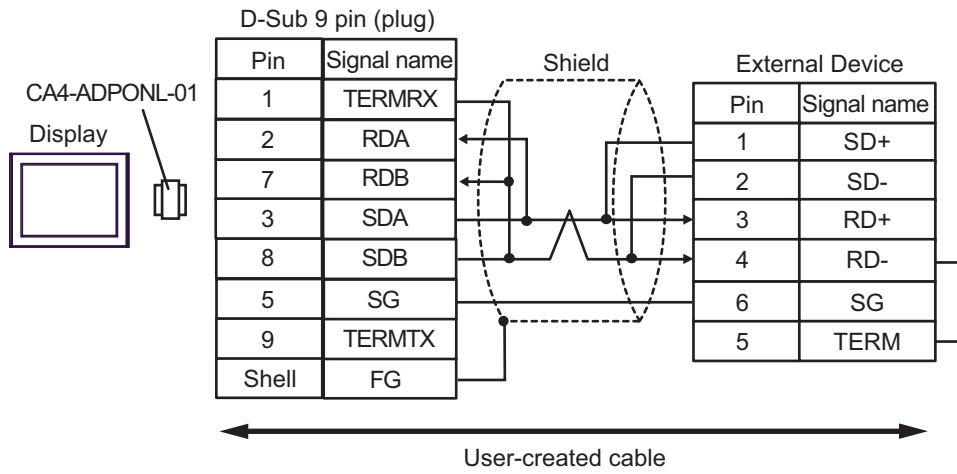 D-Sub 9 pin (plug)
Pin Signal name
1 TERMRX
2 RDA
7 RDB
3 SDA
8 SDB
5 SG
9 TERMTX
Shell FG
CA4-ADPONL-01
Display
Shield
External Device
Pin Signal name
1 SD+
2 SD-
3 RD+
4 RD-
6 SG
5 TERM
User-created cable